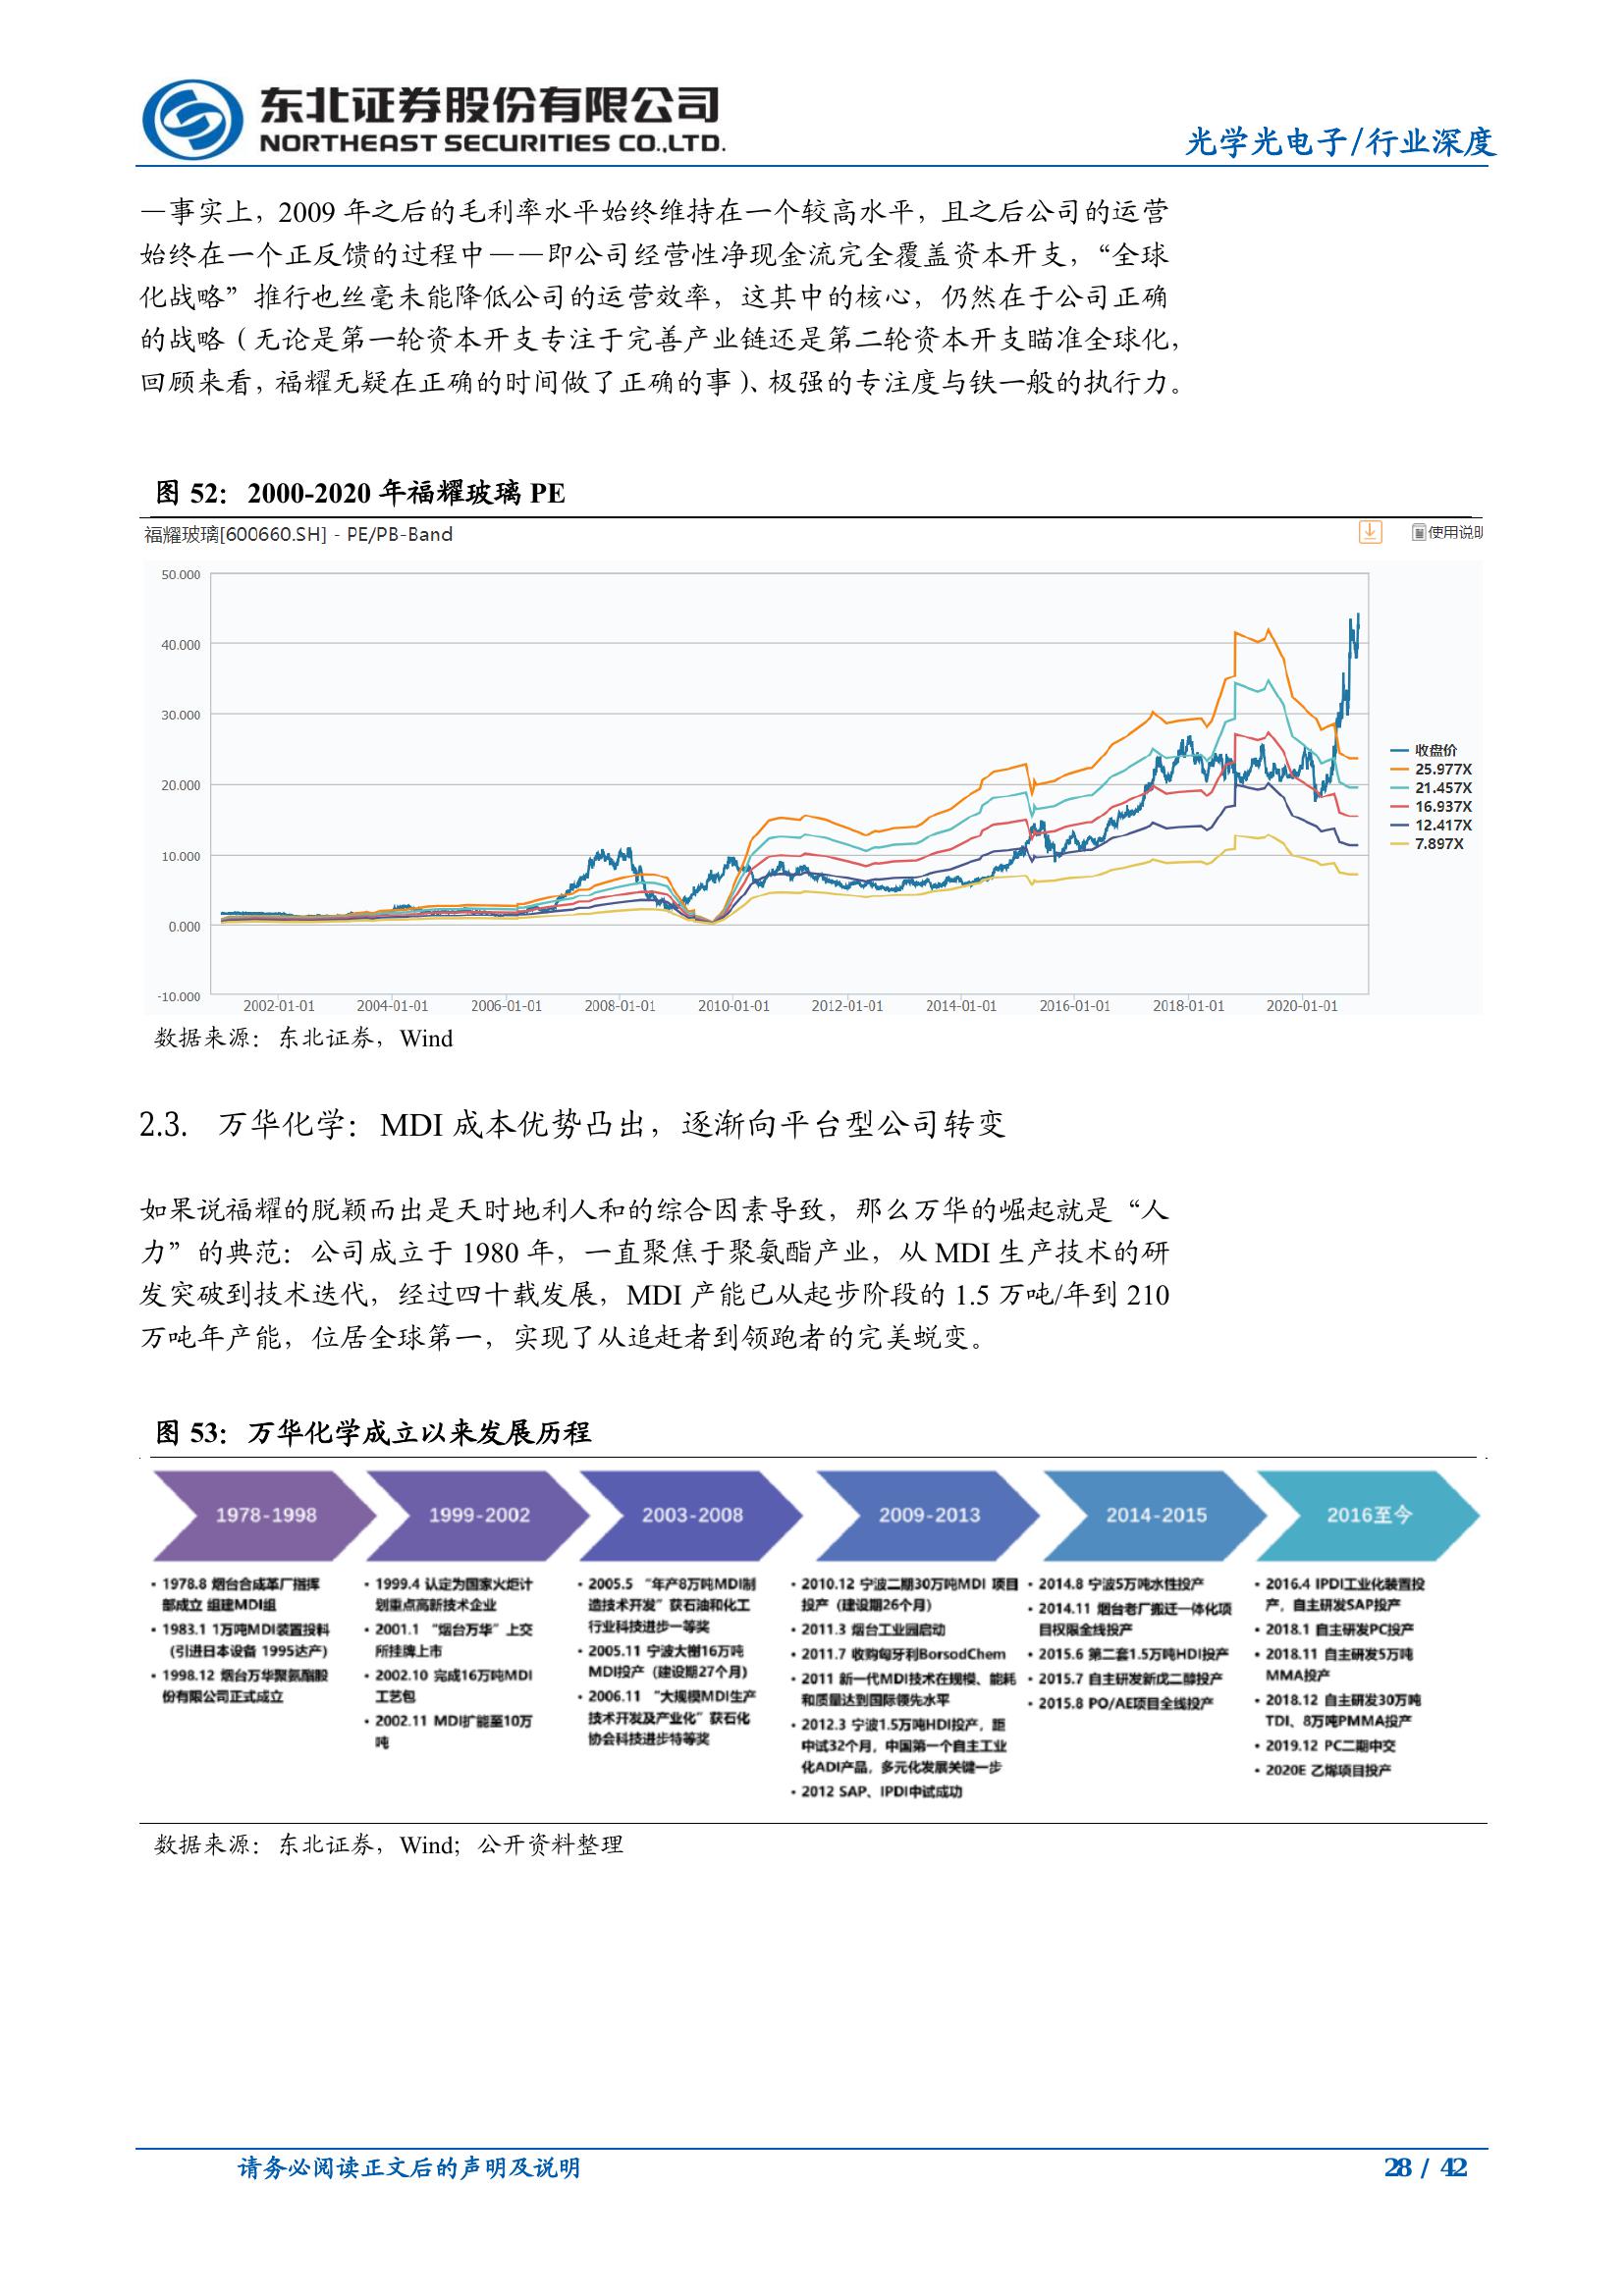 东北证券股份有限公司
NORTHEAST SECURITIES CO.,LTD.
光学光电子/行业深度
—事实上，2009 年之后的毛利率水平始终维持在一个较高水平，且之后公司的运营
始终在一个正反馈的过程中——即公司经营性净现金流完全覆盖资本开支，“全球
化战略”推行也丝毫未能降低公司的运营效率，这其中的核心，仍然在于公司正确
的战略（无论是第一轮资本开支专注于完善产业链还是第二轮资本开支瞄准全球化，
回顾来看，福耀无疑在正确的时间做了正确的事）、极强的专注度与铁一般的执行力。
图 52：2000-2020 年福耀玻璃 PE
福耀玻璃[600660.SH] - PE/PB-Band
使用说明
50.000
40.000
30.000
20.000
10.000
0.000
-10.000
2002-01-01 2004-01-01 2006-01-01 2008-01-01 2010-01-01 2012-01-01 2014-01-01 2016-01-01 2018-01-01 2020-01-01
收盘价
25.977X
21.457X
16.937X
12.417X
7.897X
数据来源：东北证券，Wind
2.3. 万华化学：MDI 成本优势凸出，逐渐向平台型公司转变
如果说福耀的脱颖而出是天时地利人和的综合因素导致，那么万华的崛起就是“人
力”的典范：公司成立于 1980 年，一直聚焦于聚氨酯产业，从 MDI 生产技术的研
发突破到技术迭代，经过四十载发展，MDI 产能已从起步阶段的 1.5 万吨/年到 210
万吨年产能，位居全球第一，实现了从追赶者到领跑者的完美蜕变。
图 53：万华化学成立以来发展历程
1978-1998
• 1978.8 烟台合成革厂指挥
部成立 组建MDI组
• 1983.1 1万吨MDI装置投料
（引进日本设备 1995达产）
• 1998.12 烟台万华聚氨酯股
份有限公司正式成立
1999-2002
• 1999.4 认定为国家火炬计
划重点高新技术企业
• 2001.1 “烟台万华”上交
所挂牌上市
• 2002.10 完成16万吨MDI
工艺包
• 2002.11 MDI扩能至10万
吨
2003-2008
• 2005.5 “年产8万吨MDI制
造技术开发”获石油和化工
行业科技进步一等奖
• 2005.11 宁波大榭16万吨
MDI投产（建设期27个月）
• 2006.11 “大规模MDI生产
技术开发及产业化”获石化
协会科技进步特等奖
2009-2013
• 2010.12 宁波二期30万吨MDI 项目
投产（建设期26个月）
• 2011.3 烟台工业园启动
• 2011.7 收购匈牙利BorsodChem
• 2011 新一代MDI技术在规模、能耗
和质量达到国际领先水平
• 2012.3 宁波1.5万吨HDI投产，距
中试32个月，中国第一个自主工业
化ADI产品，多元化发展关键一步
• 2012 SAP、IPDI中试成功
2014-2015
• 2014.8 宁波5万吨水性投产
• 2014.11 烟台老厂搬迁一体化项
目权限全线投产
• 2015.6 第二套1.5万吨HDI投产
• 2015.7 自主研发新戊二醇投产
• 2015.8 PO/AE项目全线投产
2016至今
• 2016.4 IPDI工业化装置投
产，自主研发SAP投产
• 2018.1 自主研发PC投产
• 2018.11 自主研发5万吨
MMA投产
• 2018.12 自主研发30万吨
TDI、8万吨PMMA投产
• 2019.12 PC二期中交
• 2020E 乙烯项目投产
数据来源：东北证券，Wind；公开资料整理
请务必阅读正文后的声明及说明
28 / 42